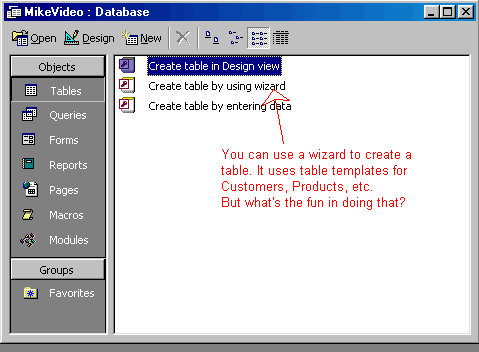 MikeVideo : Database
Open Design New
Objects
Tables
Queries
Forms
Reports
Pages
Macros
Modules
Groups
Favorites
Create table in Design view
Create table by using wizard
Create table by entering data
You can use a wizard to create a
table. It uses table templates for
Customers, Products, etc.
But what's the fun in doing that?